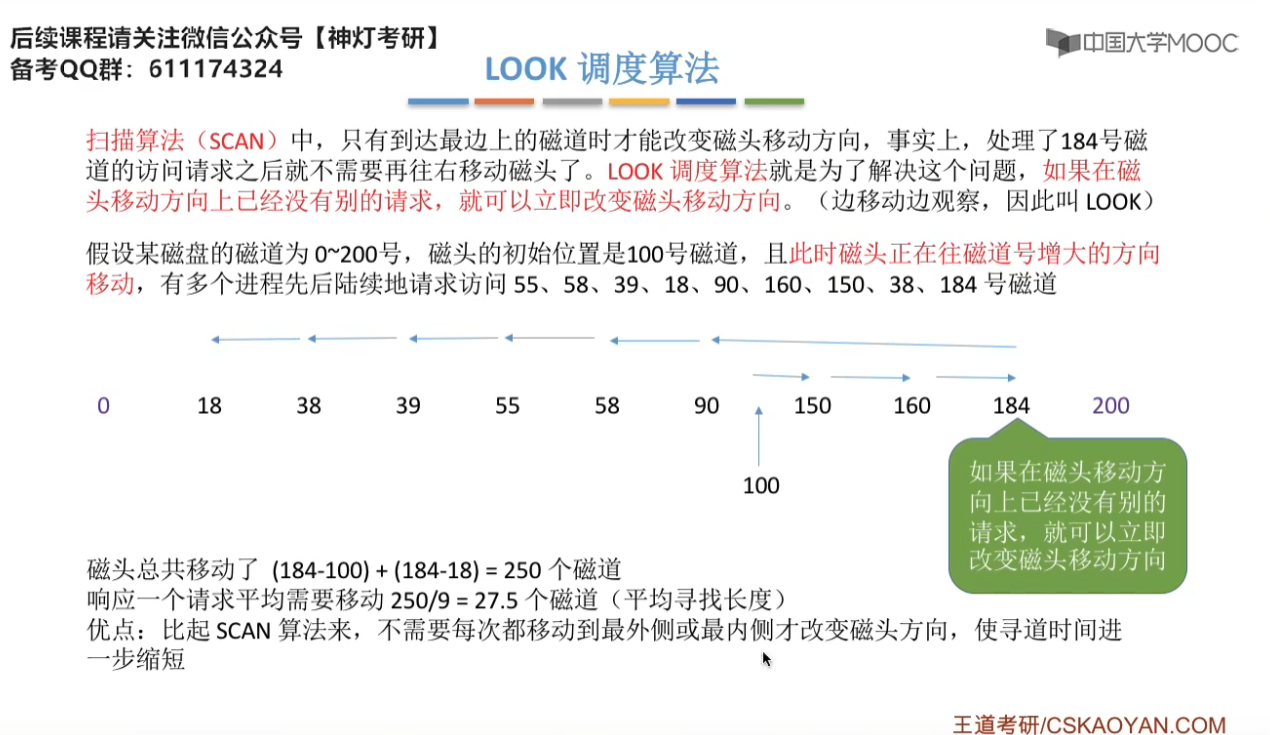 后续课程请关注微信公众号【神灯考研】
备考QQ群：611174324
中国大学MOOC
LOOK 调度算法
扫描算法（SCAN）中，只有到达最边上的磁道时才能改变磁头移动方向，事实上，处理了184号磁
道的访问请求之后就不需要再往右移动磁头了。LOOK 调度算法就是为了解决这个问题，如果在磁
头移动方向上已经没有别的请求，就可以立即改变磁头移动方向。（边移动边观察，因此叫 LOOK）
假设某磁盘的磁道为 0~200号，磁头的初始位置是100号磁道，且此时磁头正在往磁道号增大的方向
移动，有多个进程先后陆续地请求访问 55、58、39、18、90、160、150、38、184 号磁道
0 18 38 39 55 58 90 150 160 184 200
100
如果在磁头移动方
向上已经没有别的
请求，就可以立即
改变磁头移动方向
磁头总共移动了 (184-100) + (184-18) = 250 个磁道
响应一个请求平均需要移动 250/9 = 27.5 个磁道（平均寻找长度）
优点：比起 SCAN 算法来，不需要每次都移动到最外侧或最内侧才改变磁头方向，使寻道时间进
一步缩短
王道考研/CSKAOYAN.COM